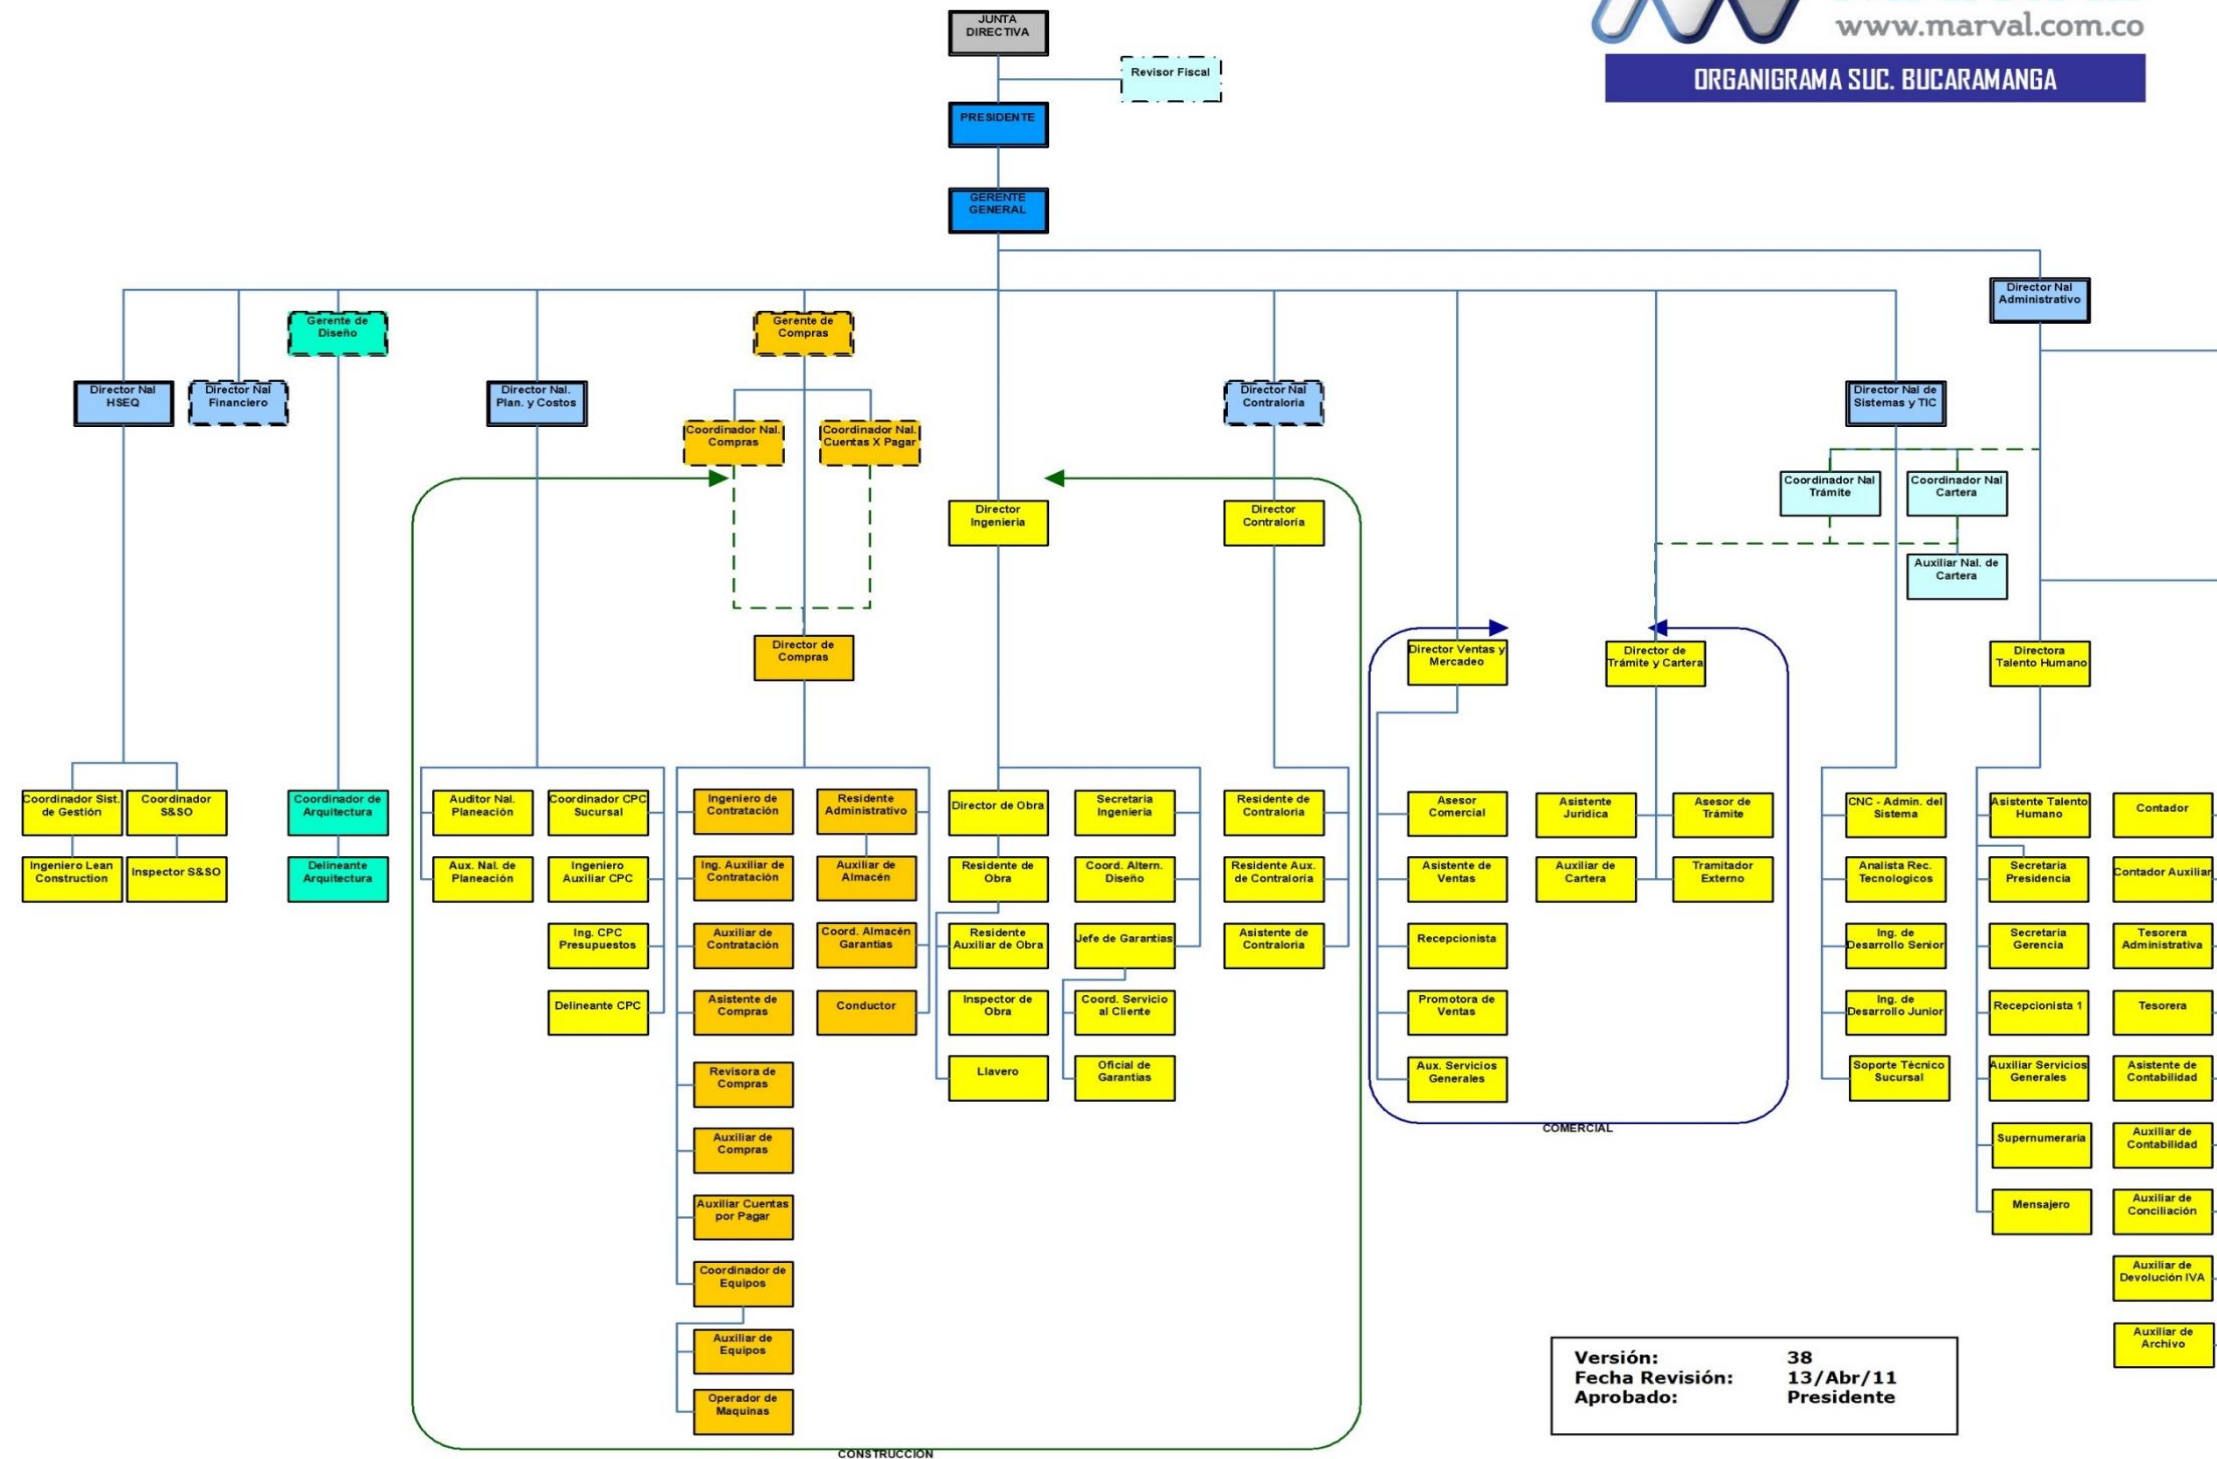 JUNTA
DIRECTIVA
www.marval.com.co
ORGANIGRAMA SUC. BUCARAMANGA
Revisor Fiscal
PRESIDENTE
GERENTE
GENERAL
Director Nal
Administrativo
Gerente de
Diseño
Gerente de
Compras
Director Nal
HSEQ
Director Nal
Financiero
Director Nal.
Plan. y Costos
Director Nal
Contraloria
Director Nal de
Sistemas y TIC
Coordinador Nal.
Compras
Coordinador Nal.
Cuentas X Pagar
Coordinador Nal
Trámite
Coordinador Nal
Cartera
Director
Ingenieria
Director
Contraloría
Auxiliar Nal. de
Cartera
Director de
Compras
Director Ventas y
Mercadeo
Director de
Trámite y Cartera
Directora
Talento Humano
Coordinador Sist.
de Gestión
Coordinador
S&SO
Coordinador de
Arquitectura
Auditor Nal.
Planeación
Coordinador CPC
Sucursal
Ingeniero de
Contratación
Residente
Administrativo
Director de Obra
Secretaria
Ingenieria
Residente de
Contraloría
Asesor
Comercial
Asistente
Juridica
Asesor de
Trámite
CNC - Admin. del
Sistema
Asistente Talento
Humano
Contador
Ingeniero Lean
Construction
Inspector S&SO
Delineante
Arquitectura
Aux. Nal. de
Planeación
Ingeniero
Auxiliar CPC
Ing. Auxiliar de
Contratación
Auxiliar de
Almacén
Residente de
Obra
Coord. Altern.
Diseño
Residente Aux.
de Contraloría
Asistente de
Ventas
Auxiliar de
Cartera
Tramitador
Externo
Analista Rec.
Tecnologicos
Secretaria
Presidencia
Contador Auxiliar
Ing. CPC
Presupuestos
Auxiliar de
Contratación
Coord. Almacén
Garantias
Residente
Auxiliar de Obra
Jefe de Garantias
Asistente de
Contraloria
Recepcionista
Ing. de
Desarrollo Senior
Secretaria
Gerencia
Tesorera
Administrativa
Delineante CPC
Asistente de
Compras
Conductor
Inspector de
Obra
Coord. Servicio
al Cliente
Promotora de
Ventas
Ing. de
Desarrollo Junior
Recepcionista 1
Tesorera
Revisora de
Compras
Llavero
Oficial de
Garantias
Aux. Servicios
Generales
Soporte Técnico
Sucursal
Auxiliar Servicios
Generales
Asistente de
Contabilidad
COMERCIAL
Auxiliar de
Compras
Supernumeraria
Auxiliar de
Contabilidad
Auxiliar Cuentas
por Pagar
Mensajero
Auxiliar de
Conciliación
Coordinador de
Equipos
Auxiliar de
Devolución IVA
Auxiliar de
Equipos
Auxiliar de
Archivo
Operador de
Maquinas
Versión: 38
Fecha Revisión: 13/Abr/11
Aprobado: Presidente
CONSTRUCCION